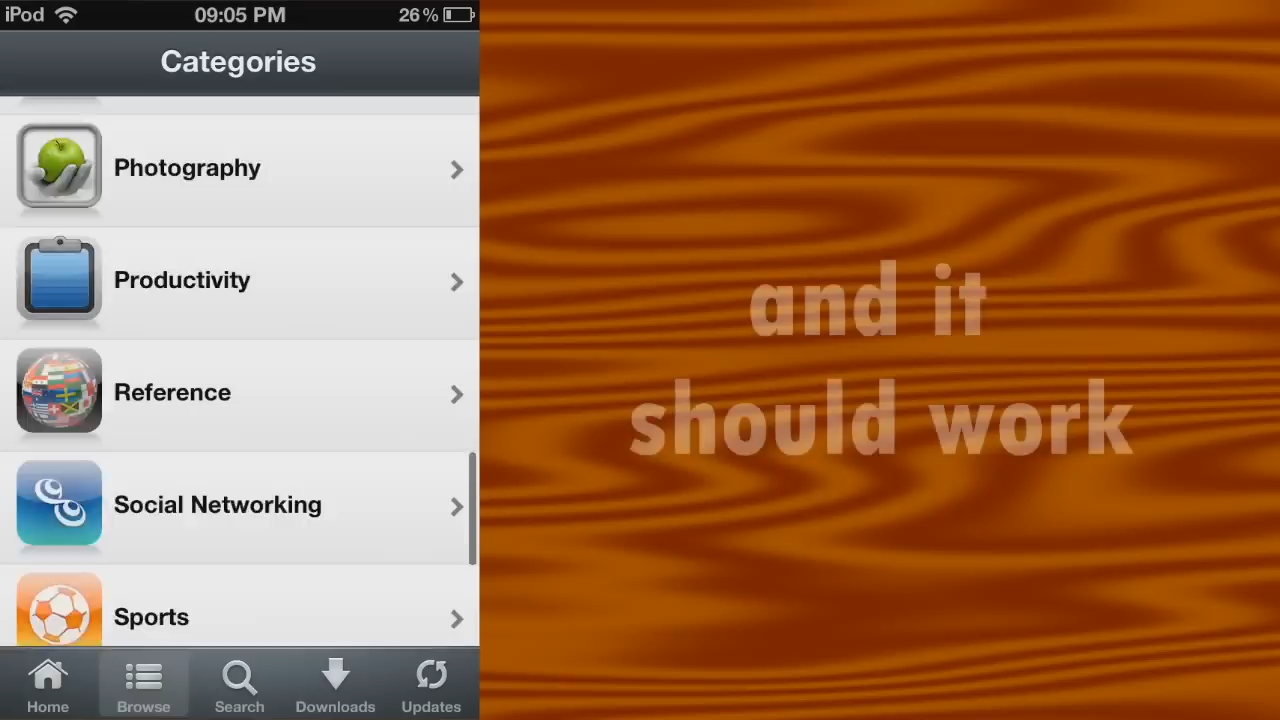 iPod 09:05 PM 26%
Categories
Photography
Productivity
Reference
Social Networking
Sports
Home Browse Search Downloads Updates
and it
should work